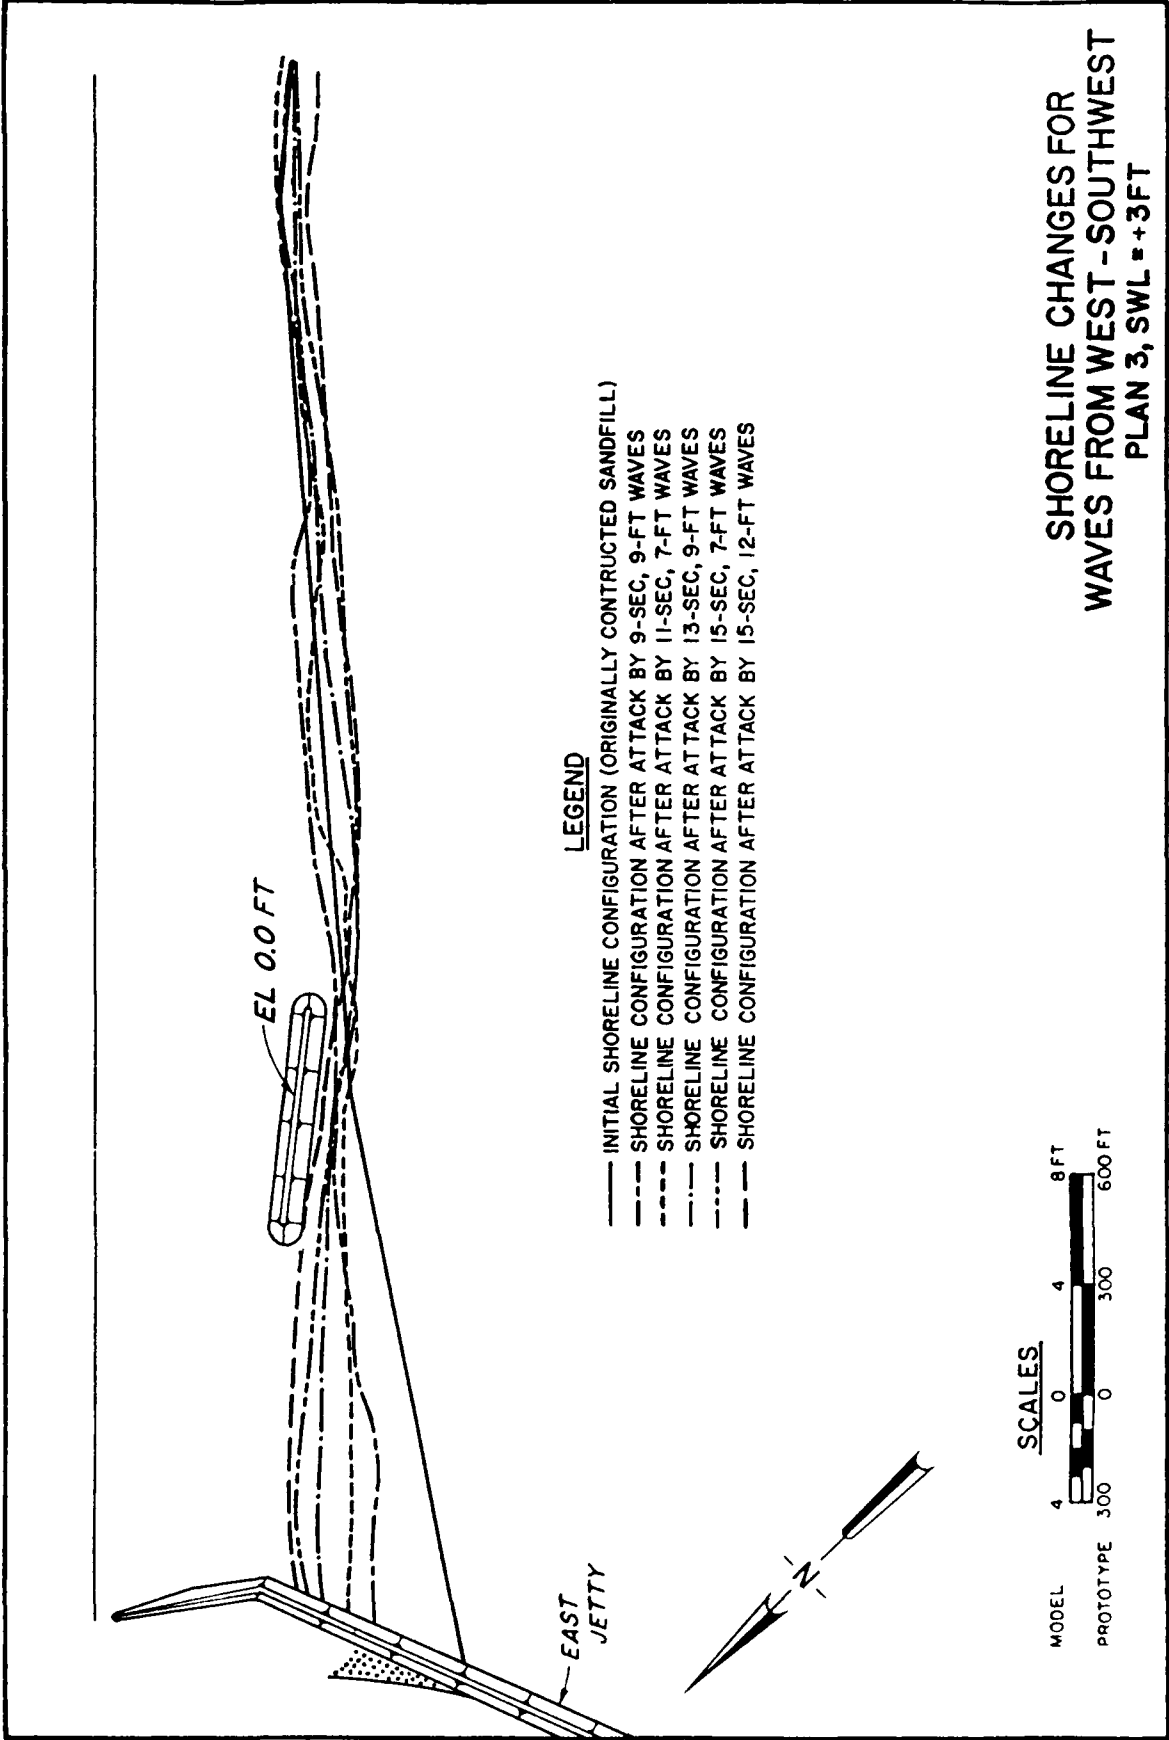 EL 0.0 FT
LEGEND
INITIAL SHORELINE CONFIGURATION (ORIGINALLY CONTRUCTED SANDFILL)
SHORELINE CONFIGURATION AFTER ATTACK BY 9-SEC, 9-FT WAVES
SHORELINE CONFIGURATION AFTER ATTACK BY 11-SEC, 7-FT WAVES
SHORELINE CONFIGURATION AFTER ATTACK BY 13-SEC, 9-FT WAVES
SHORELINE CONFIGURATION AFTER ATTACK BY 15-SEC, 7-FT WAVES
SHORELINE CONFIGURATION AFTER ATTACK BY 15-SEC, 12-FT WAVES
EAST
JETTY
N
SCALES
MODEL 4 0 4 8 FT
PROTOTYPE 300 0 300 600 FT
SHORELINE CHANGES FOR
WAVES FROM WEST-SOUTHWEST
PLAN 3, SWL = +3 FT